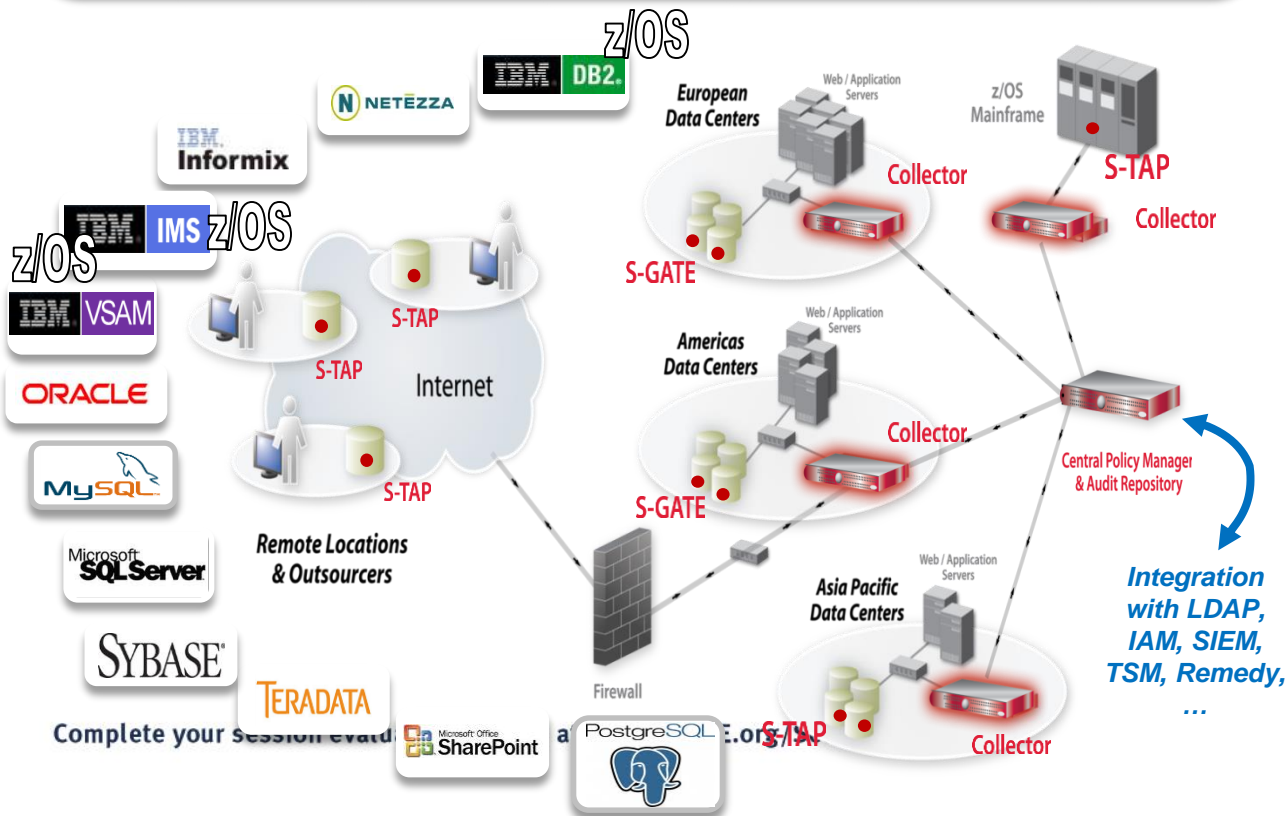 z/OS
IBM. DB2.
N NETEZZA
IBM.
Informix
IBM. IMS
z/OS
z/OS
IBM. VSAM
ORACLE
MySQL
Microsoft
SQL Server
SYBASE
TERADATA
Microsoft Office
SharePoint
PostgreSQL
S-TAP
S-TAP
Internet
S-TAP
Remote Locations
& Outsourcers
Firewall
European
Data Centers
Web / Application
Servers
Collector
S-GATE
z/OS
Mainframe
S-TAP
Collector
Americas
Data Centers
Web / Application
Servers
Collector
S-GATE
Central Policy Manager
& Audit Repository
Asia Pacific
Data Centers
Web / Application
Servers
S-TAP
Collector
Integration
with LDAP,
IAM, SIEM,
TSM, Remedy,
...
Complete your session evalua a E.org/